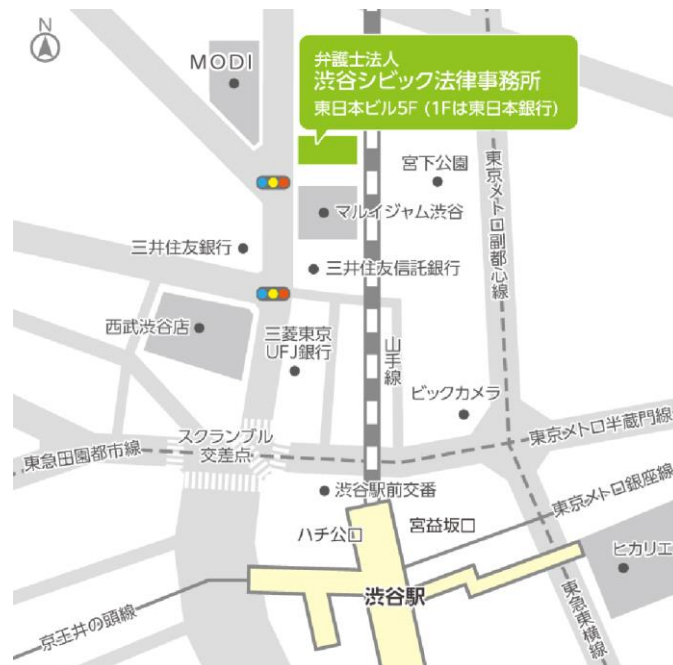 N
MODI
弁護士法人
渋谷シビック法律事務所
東日本ビル5F (1Fは東日本銀行)
宮下公園
マルイジャム渋谷
東京メトロ副都心線
三井住友銀行
三井住友信託銀行
西武渋谷店
三菱東京
UFJ銀行
山手線
ビックカメラ
スクランブル
交差点
東急田園都市線
東京メトロ半蔵門線
渋谷駅前交番
東京メトロ銀座線
ハチ公口
宮益坂口
ヒカリエ
渋谷駅
京王井の頭線
東急東横線